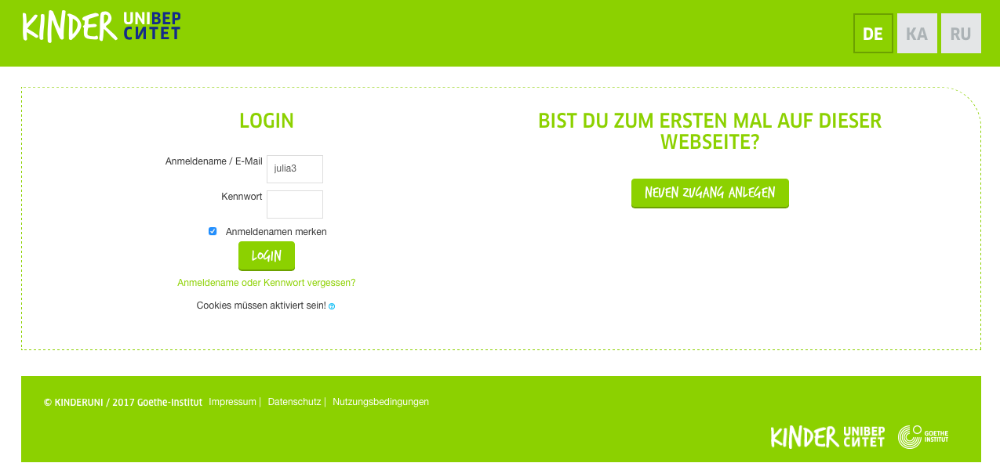 KINDER UNIВЕР
СИТЕТ
DE KA RU
LOGIN
Anmeldename / E-Mail julia3
Kennwort
Anmeldenamen merken
LOGIN
Anmeldename oder Kennwort vergessen?
Cookies müssen aktiviert sein!
BIST DU ZUM ERSTEN MAL AUF DIESER
WEBSEITE?
NEUEN ZUGANG ANLEGEN
© KINDERUNI / 2017 Goethe-Institut Impressum | Datenschutz | Nutzungsbedingungen
KINDER UNIВЕР
СИТЕТ
GOETHE
INSTITUT